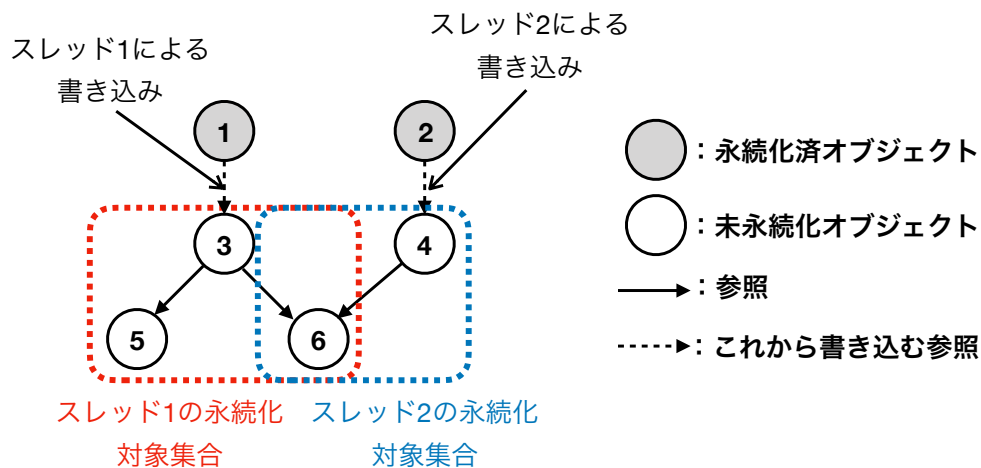 スレッド1による
書き込み
スレッド2による
書き込み
1
2
3
4
5
6
スレッド1の永続化
対象集合
スレッド2の永続化
対象集合
：永続化済オブジェクト
：未永続化オブジェクト
：参照
：これから書き込む参照